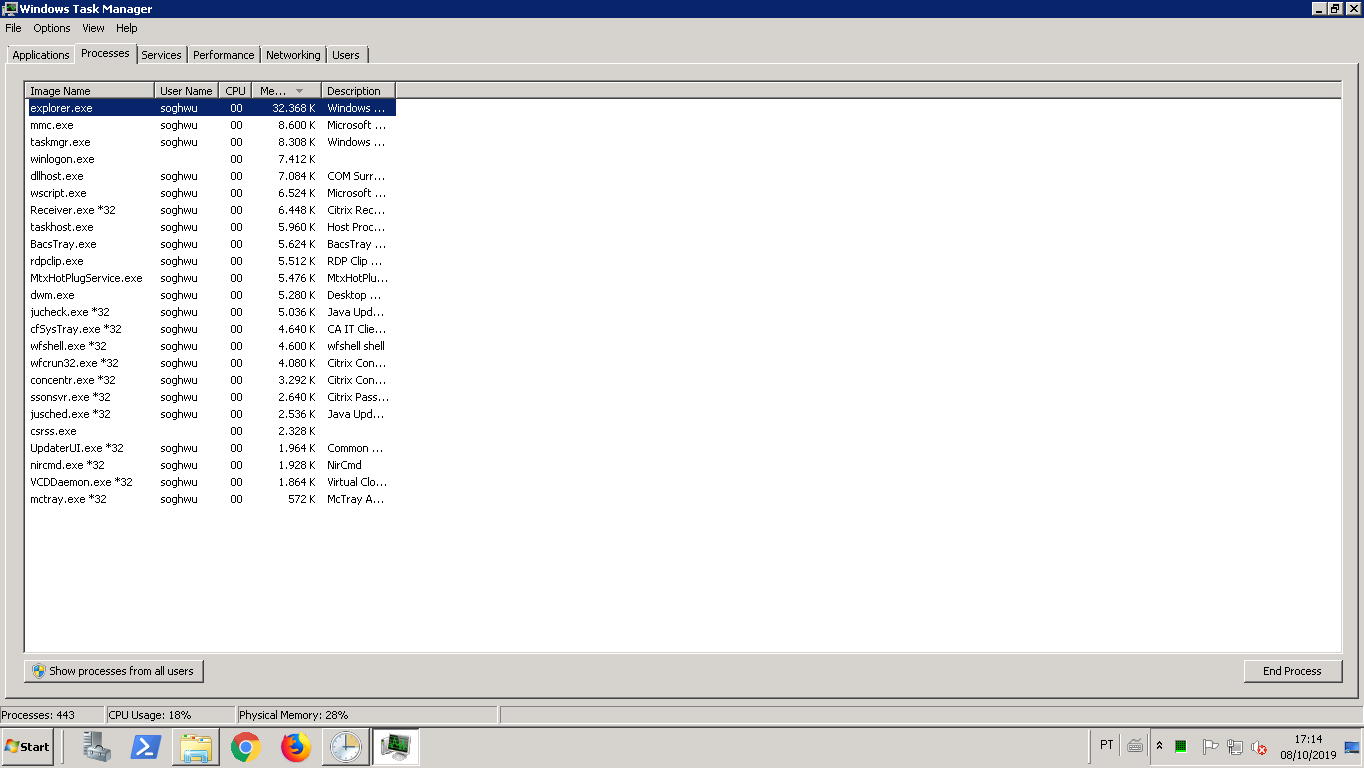 Windows Task Manager
File Options View Help
Applications Processes Services Performance Networking Users
Image Name User Name CPU Me... Description
explorer.exe soghwu 00 32.368 K Windows ...
mmc.exe soghwu 00 8.600 K Microsoft ...
taskmgr.exe soghwu 00 8.308 K Windows ...
winlogon.exe 00 7.412 K
dllhost.exe soghwu 00 7.084 K COM Surr...
wscript.exe soghwu 00 6.524 K Microsoft ...
Receiver.exe *32 soghwu 00 6.448 K Citrix Rec...
taskhost.exe soghwu 00 5.960 K Host Proc...
BacsTray.exe soghwu 00 5.624 K BacsTray ...
rdpclip.exe soghwu 00 5.512 K RDP Clip ...
MtxHotPlugService.exe soghwu 00 5.476 K MtxHotPlu...
dwm.exe soghwu 00 5.280 K Desktop ...
jucheck.exe *32 soghwu 00 5.036 K Java Upd...
cfSysTray.exe *32 soghwu 00 4.640 K CA IT Clie...
wfshell.exe *32 soghwu 00 4.600 K wfshell shell
wfcrun32.exe *32 soghwu 00 4.080 K Citrix Con...
concentr.exe *32 soghwu 00 3.292 K Citrix Con...
ssonsvr.exe *32 soghwu 00 2.640 K Citrix Pass...
jusched.exe *32 soghwu 00 2.536 K Java Upd...
csrss.exe 00 2.328 K
UpdaterUI.exe *32 soghwu 00 1.964 K Common ...
nircmd.exe *32 soghwu 00 1.928 K NirCmd
VCDDaemon.exe *32 soghwu 00 1.864 K Virtual Clo...
mctray.exe *32 soghwu 00 572 K McTray A...
Show processes from all users End Process
Processes: 443 CPU Usage: 18% Physical Memory: 28%
Start PT 17:14
08/10/2019